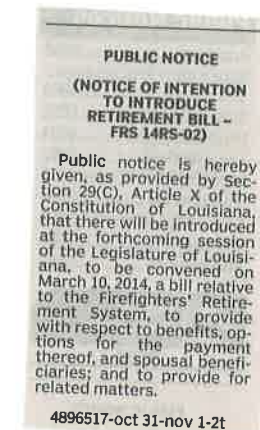 PUBLIC NOTICE
(NOTICE OF INTENTION
TO INTRODUCE
RETIREMENT BILL –
FRS 14RS-02)
Public notice is hereby
given, as provided by Sec-
tion 29(C), Article X of the
Constitution of Louisiana,
that there will be introduced
at the forthcoming session
of the Legislature of Louisi-
ana, to be convened on
March 10, 2014, a bill relative
to the Firefighters' Retire-
ment System, to provide
with respect to benefits, op-
tions for the payment
thereof, and spousal benefi-
ciaries; and to provide for
related matters.
4896517-oct 31-nov 1-2t